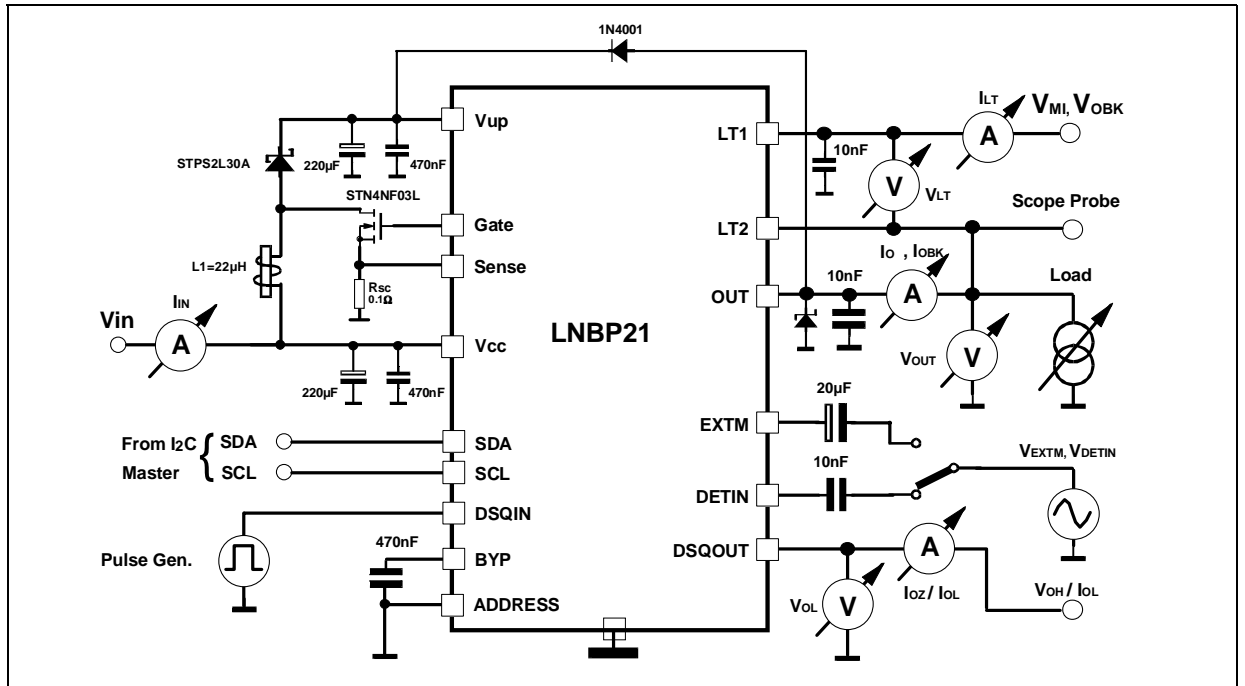 1N4001
ILT
VMI, VOBK
Vup
LT1
STPS2L30A
220µF
470nF
10nF
VLT
STN4NF03L
Scope Probe
Gate
LT2
IO , IOBK
L1=22µH
Sense
RSC
0.1Ω
OUT
10nF
Load
IIN
Vin
A
LNBP21
Vcc
VOUT
V
220µF
470nF
20µF
EXTM
From I2C
Master
{
SDA
SCL
SDA
SCL
10nF
VEXTM, VDETIN
DETIN
DSQIN
DSQOUT
A
470nF
Pulse Gen.
BYP
VOL
V
IOZ / IOL
VOH / IOL
ADDRESS
A
V
A